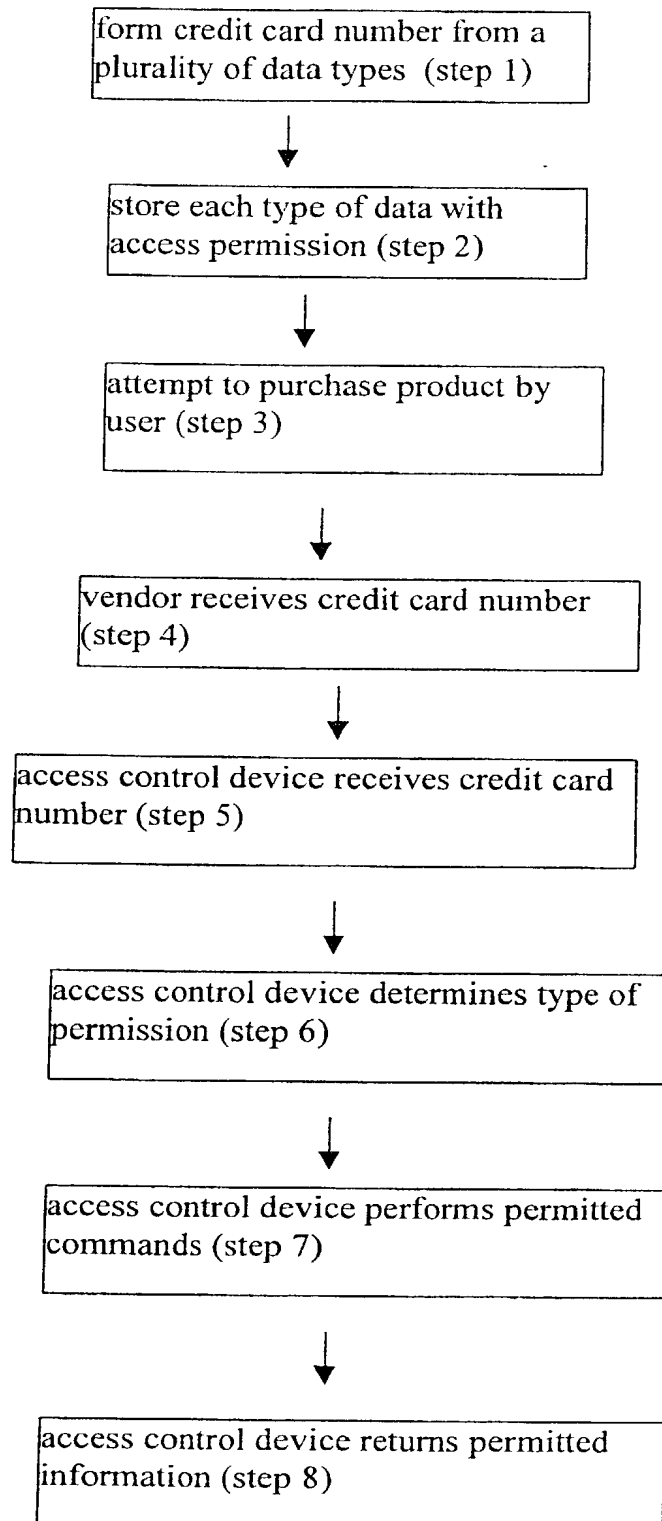 form credit card number from a
plurality of data types (step 1)
store each type of data with
access permission (step 2)
attempt to purchase product by
user (step 3)
vendor receives credit card number
(step 4)
access control device receives credit card
number (step 5)
access control device determines type of
permission (step 6)
access control device performs permitted
commands (step 7)
access control device returns permitted
information (step 8)